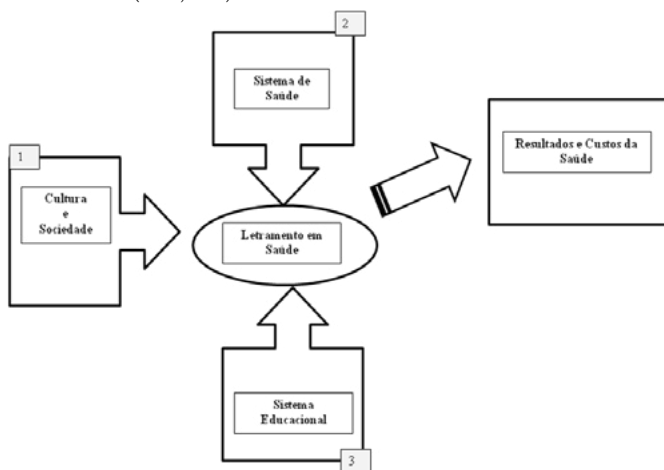 2
Sistema de
Saúde
1
Cultura
e
Sociedade
Letramento em
Saúde
Resultados e Custos da
Saúde
Sistema
Educacional
3